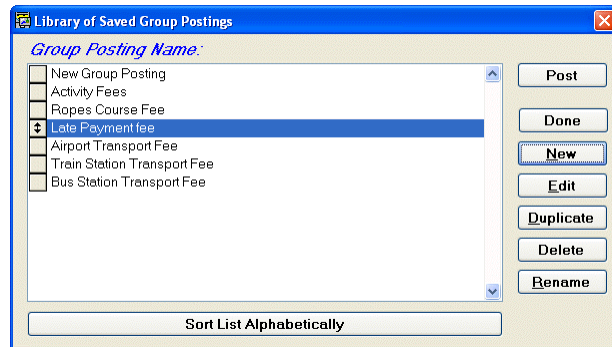 Library of Saved Group Postings
Group Posting Name:
New Group Posting
Activity Fees
Ropes Course Fee
Late Payment fee
Airport Transport Fee
Train Station Transport Fee
Bus Station Transport Fee
Post
Done
New
Edit
Duplicate
Delete
Rename
Sort List Alphabetically